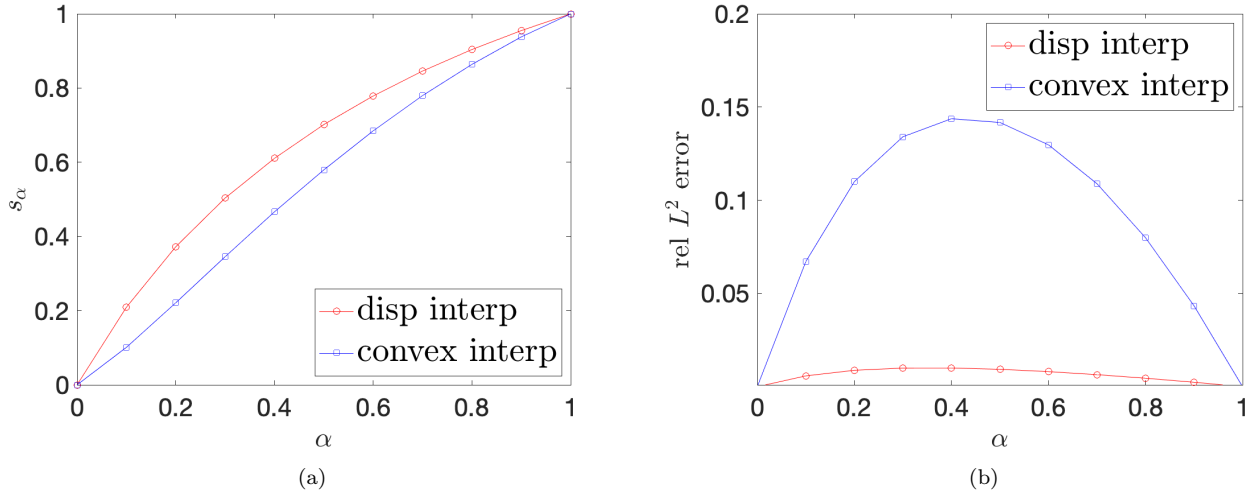 1
0.8
0.6
0.4
0.2
0
0 0.2 0.4 0.6 0.8 1
s_α
α
disp interp
convex interp
(a)
0.2
0.15
0.1
0.05
0 0.2 0.4 0.6 0.8 1
rel L² error
α
disp interp
convex interp
(b)